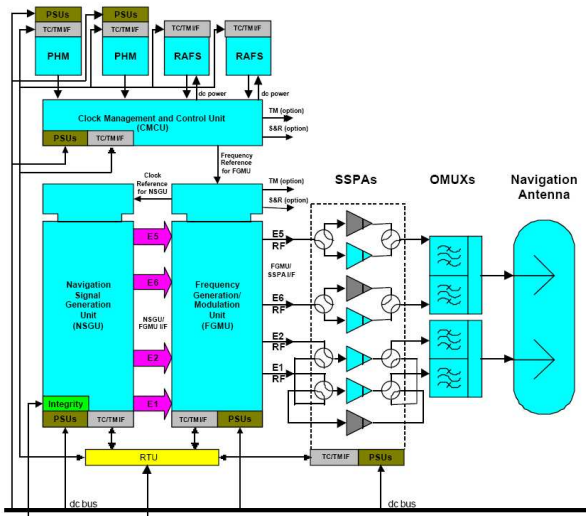 PSUs
PSUs
TC/TM I/F
TC/TM I/F
TC/TM I/F
TC/TM I/F
PHM
PHM
RAFS
RAFS
dc power
dc power
Clock Management and Control Unit
(CMCU)
TM (option)
S&R (option)
PSUs
TC/TM I/F
Frequency
Reference
for FGMU
Clock
Reference
for NSGU
TM (option)
S&R (option)
SSPAs
OMUXs
Navigation
Antenna
E5
E5
RF
FGMU/
SSPA I/F
Navigation
Signal
Generation
Unit
(NSGU)
E6
Frequency
Generation/
Modulation
Unit
(FGMU)
E6
RF
NSGU/
FGMU I/F
E2
E2
RF
E1
RF
Integrity
E1
PSUs
TC/TM I/F
TC/TM I/F
PSUs
RTU
TC/TM I/F
PSUs
dc bus
dc bus